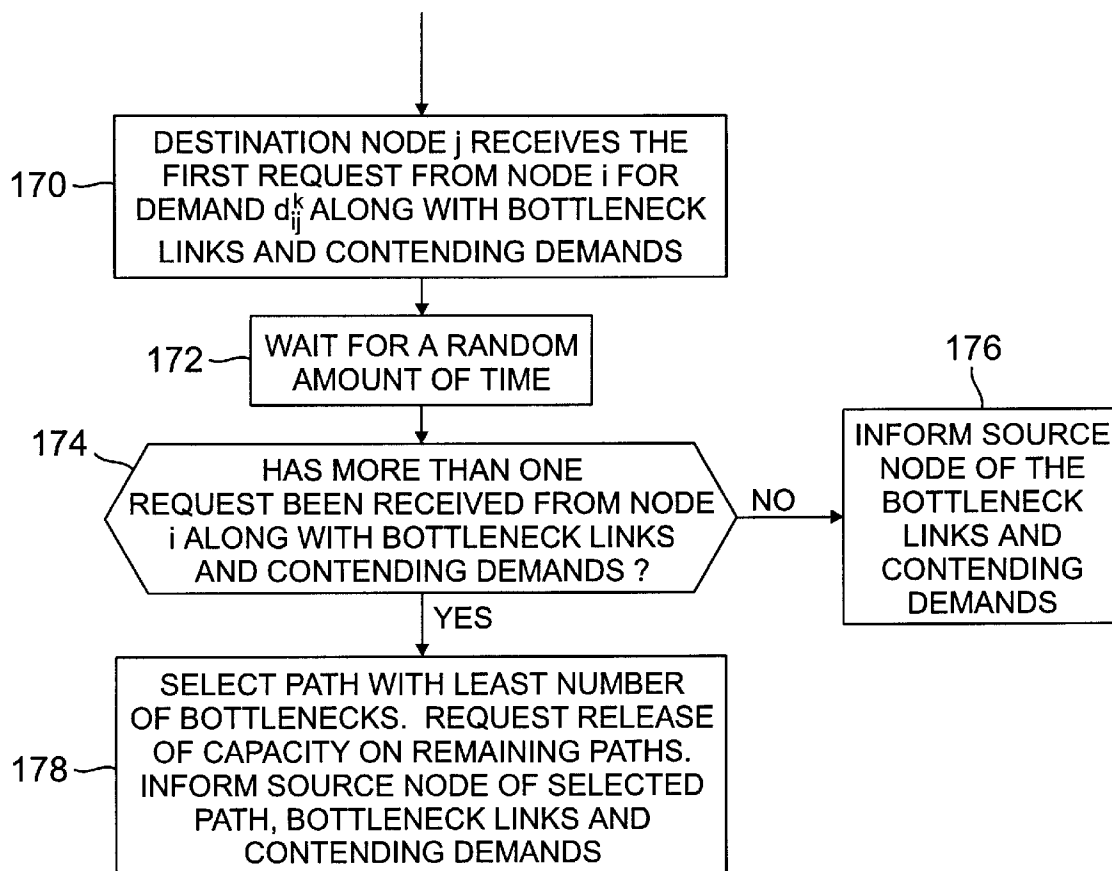 DESTINATION NODE j RECEIVES THE
FIRST REQUEST FROM NODE i FOR
DEMAND d_{ij}^{k} ALONG WITH BOTTLENECK
LINKS AND CONTENDING DEMANDS
170
WAIT FOR A RANDOM
AMOUNT OF TIME
172
174
HAS MORE THAN ONE
REQUEST BEEN RECEIVED FROM NODE
i ALONG WITH BOTTLENECK LINKS
AND CONTENDING DEMANDS ?
NO
176
INFORM SOURCE
NODE OF THE
BOTTLENECK
LINKS AND
CONTENDING
DEMANDS
YES
SELECT PATH WITH LEAST NUMBER
OF BOTTLENECKS. REQUEST RELEASE
OF CAPACITY ON REMAINING PATHS.
INFORM SOURCE NODE OF SELECTED
PATH, BOTTLENECK LINKS AND
CONTENDING DEMANDS
178